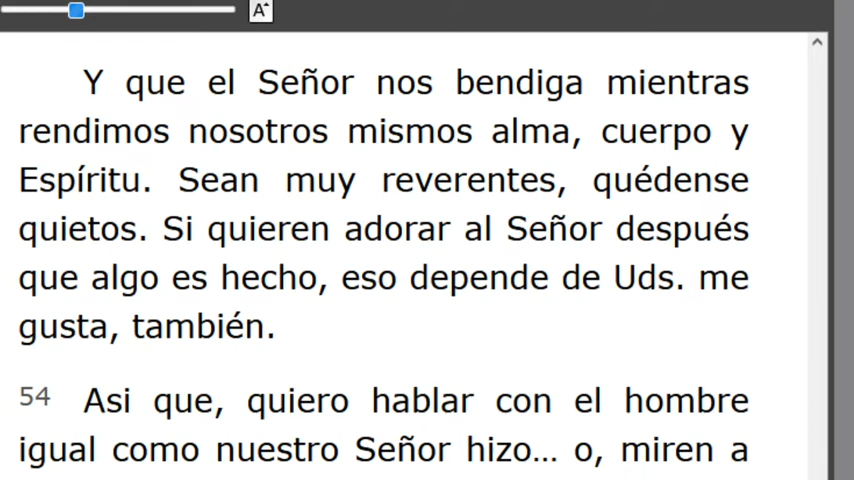 A
Y que el Señor nos bendiga mientras
rendimos nosotros mismos alma, cuerpo y
Espíritu. Sean muy reverentes, quédense
quietos. Si quieren adorar al Señor después
que algo es hecho, eso depende de Uds. me
gusta, también.
54 Asi que, quiero hablar con el hombre
igual como nuestro Señor hizo... o, miren a